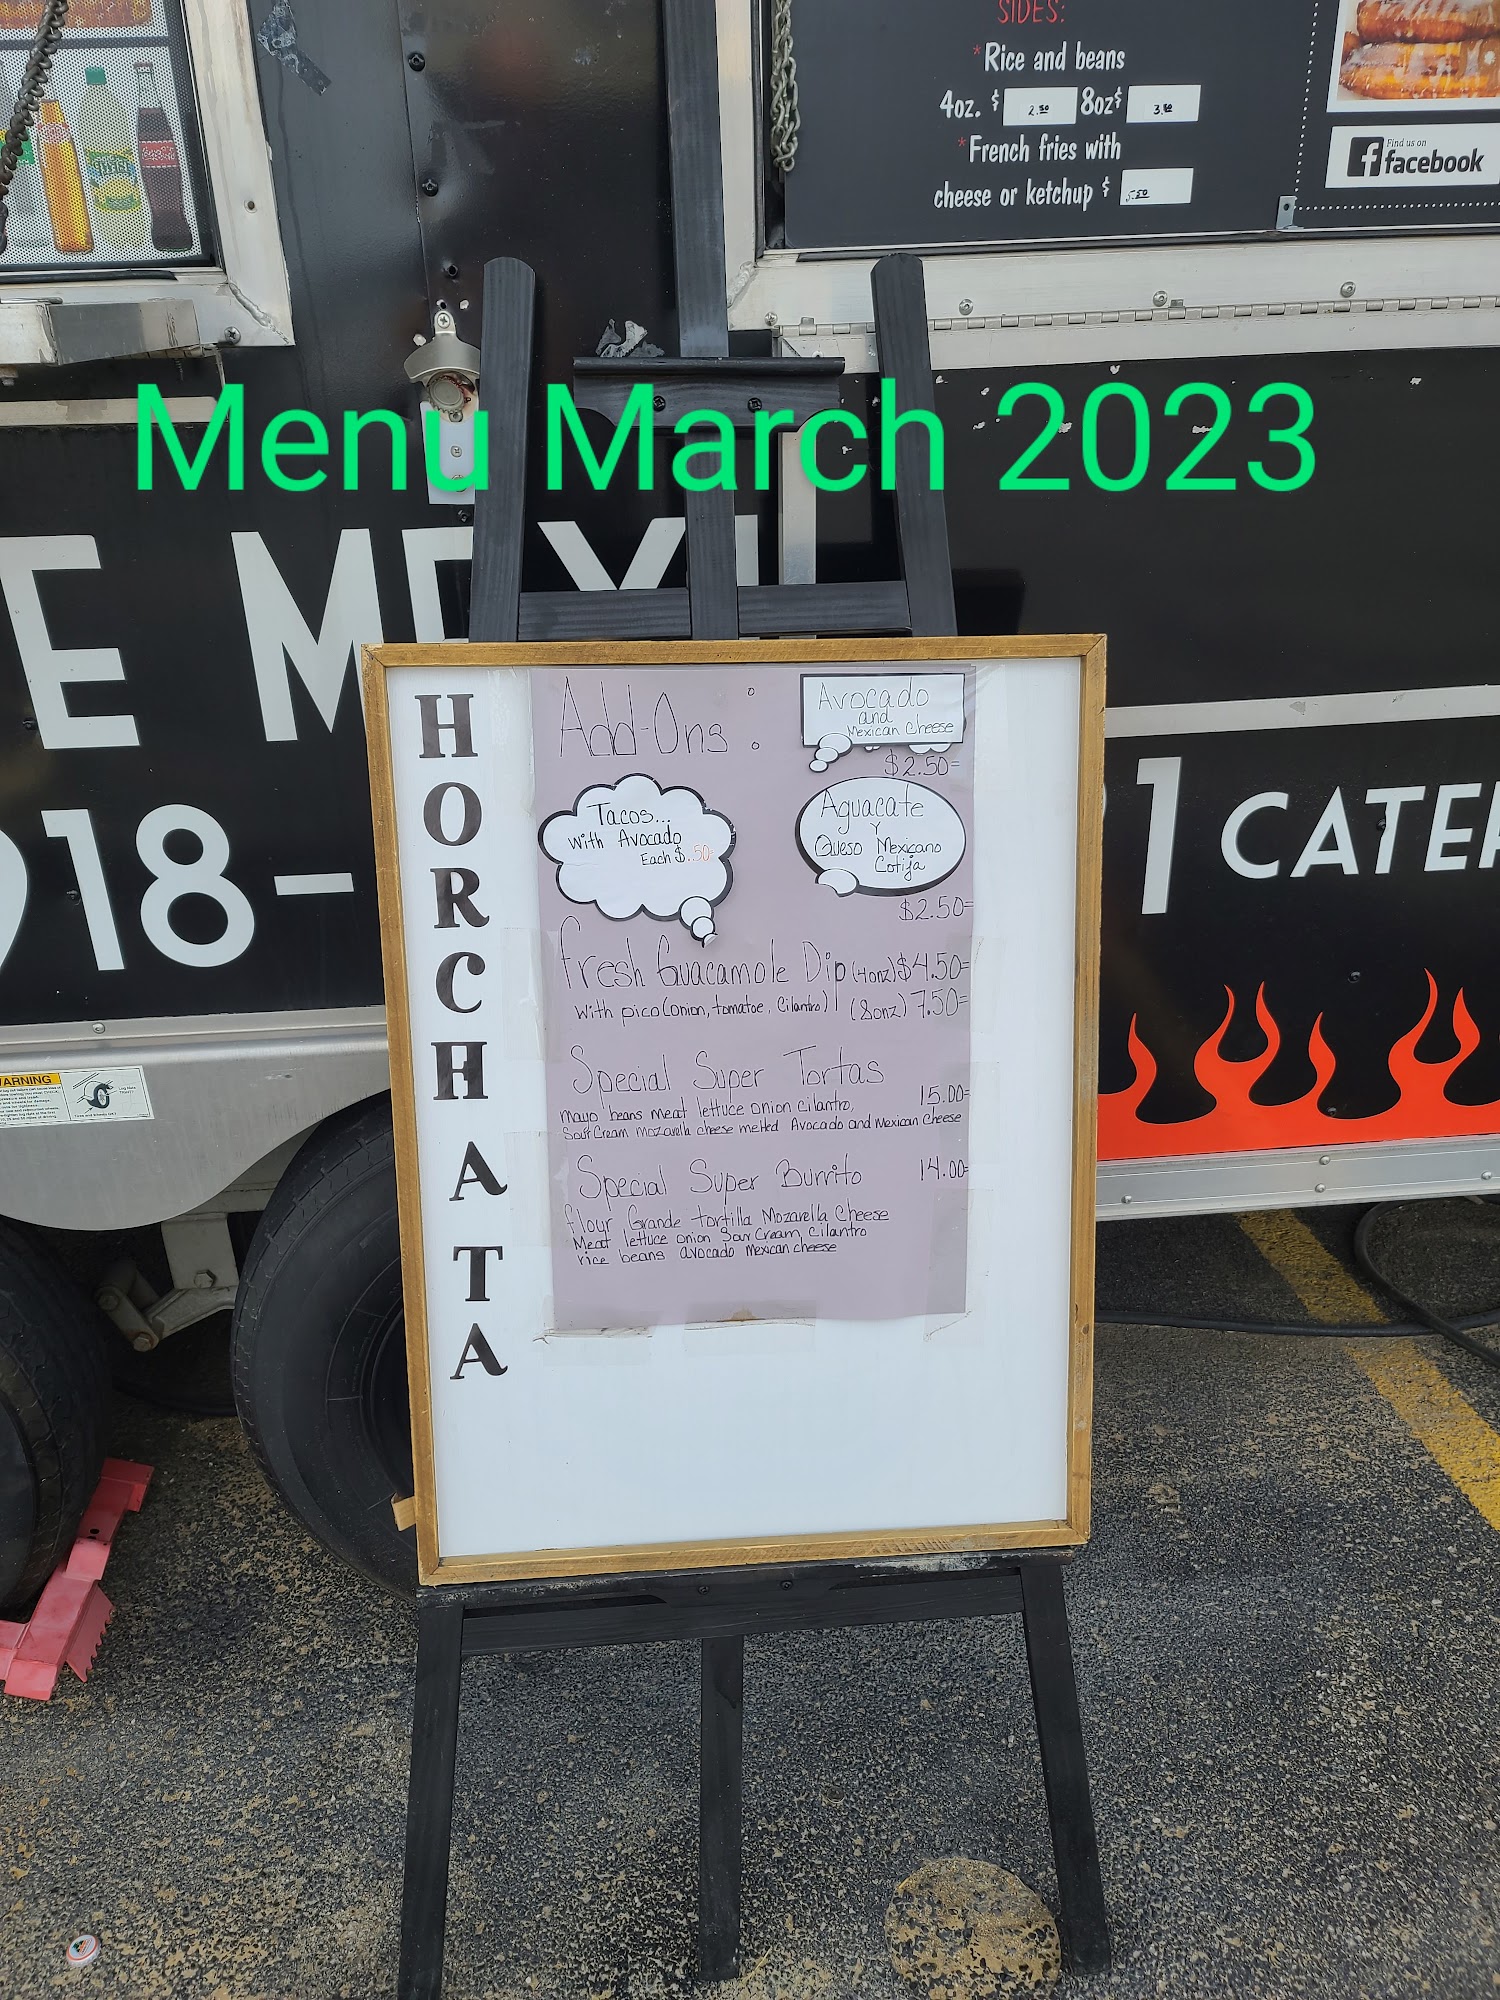 SIDES:
*Rice and beans
4oz. $ 2.50 8oz $
*French fries with
cheese or ketchup $ 5.50
Find us on
facebook
Menu March 2023
E MEXI
918-
1 CATER
WARNING
HORCHATA
Add-Ons:
Avocado
and
Mexican Cheese
$2.50=
Tacos...
with Avocado
Each $.50=
Aguacate
Y
Queso Mexicano
Cotija
$2.50=
fresh Guacamole Dip (4onz) $4.50=
with pico (onion, tomatoe, Cilantro) (8onz) 7.50=
Special Super Tortas
15.00=
mayo beans meat lettuce onion cilantro,
Sour Cream mozarella cheese melted Avocado and Mexican Cheese
Special Super Burrito 14.00=
flour Grande tortilla Mozarella Cheese
Meat lettuce onion Sour Cream, Cilantro
rice beans avocado Mexican cheese